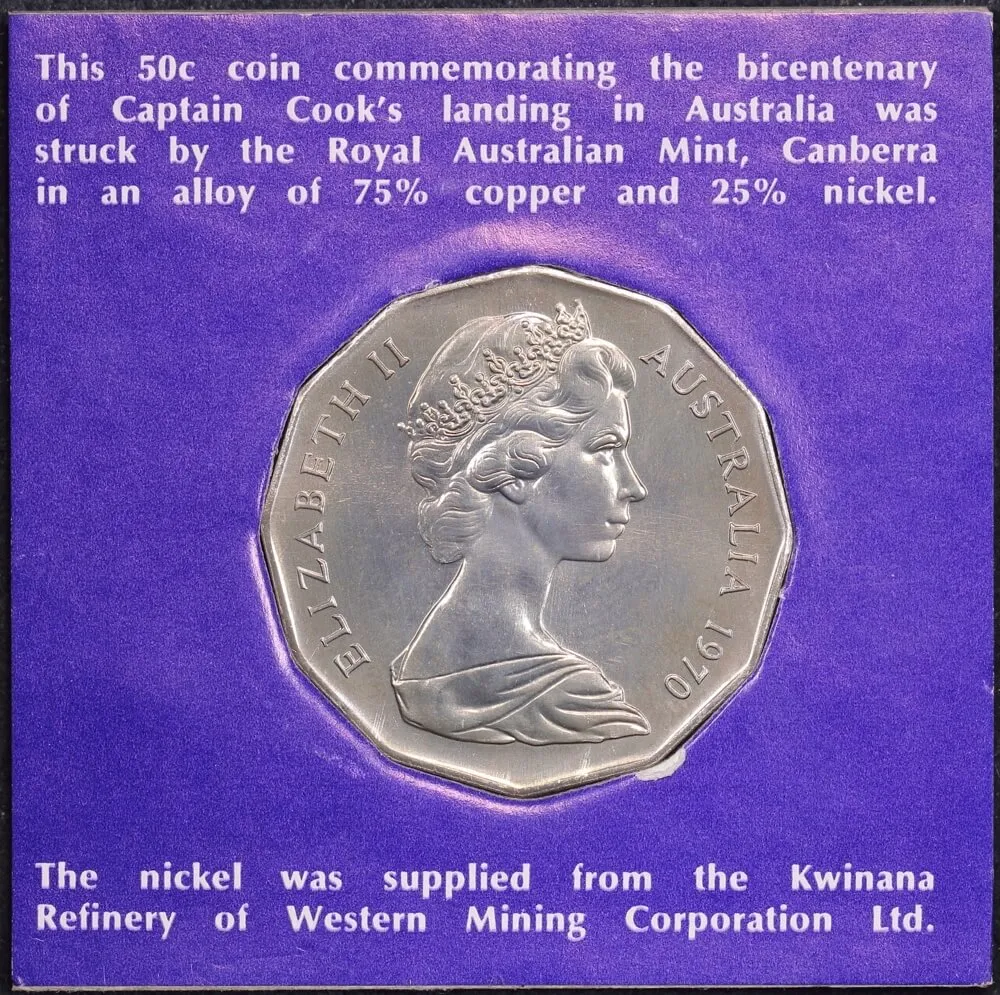 This 50c coin commemorating the bicentenary
of Captain Cook's landing in Australia was
struck by the Royal Australian Mint, Canberra
in an alloy of 75% copper and 25% nickel.
ELIZABETH II
AUSTRALIA 1970
The nickel was supplied from the Kwinana
Refinery of Western Mining Corporation Ltd.